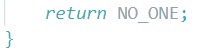 return NO_ONE;
}